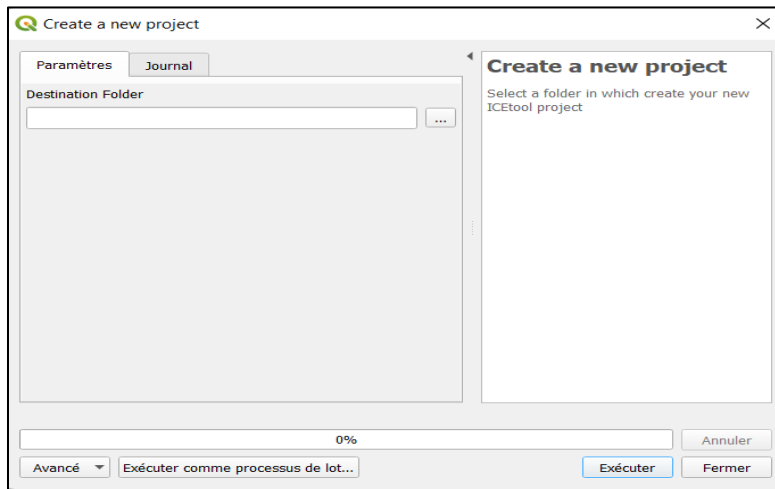 Create a new project
Paramètres
Journal
Destination Folder
...
Create a new project
Select a folder in which create your new
ICEtool project
0%
Annuler
Avancé
Exécuter comme processus de lot...
Exécuter
Fermer